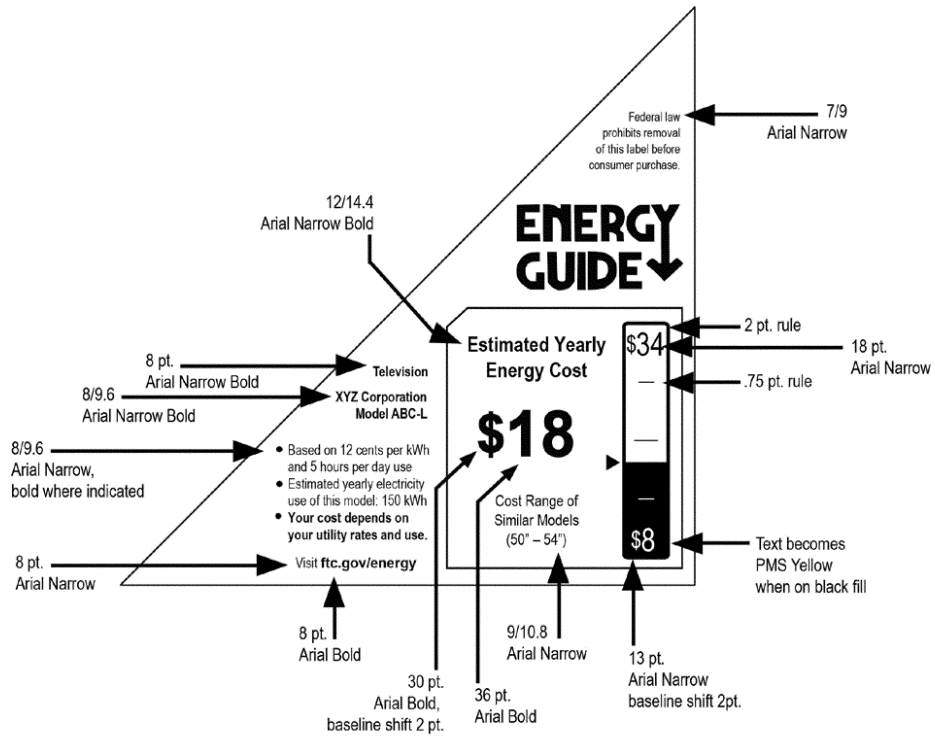 Federal law
prohibits removal
of this label before
consumer purchase.
7/9
Arial Narrow
12/14.4
Arial Narrow Bold
ENERGY
GUIDE
2 pt. rule
Estimated Yearly
Energy Cost
$34
18 pt.
Arial Narrow
8 pt.
Arial Narrow Bold
Television
.75 pt. rule
8/9.6
Arial Narrow Bold
XYZ Corporation
Model ABC-L
$18
8/9.6
Arial Narrow,
bold where indicated
• Based on 12 cents per kWh
and 5 hours per day use
• Estimated yearly electricity
use of this model: 150 kWh
• Your cost depends on
your utility rates and use.
Cost Range of
Similar Models
(50” – 54”)
$8
Text becomes
PMS Yellow
when on black fill
8 pt.
Arial Narrow
Visit ftc.gov/energy
8 pt.
Arial Bold
30 pt.
Arial Bold,
baseline shift 2 pt.
36 pt.
Arial Bold
9/10.8
Arial Narrow
13 pt.
Arial Narrow
baseline shift 2pt.